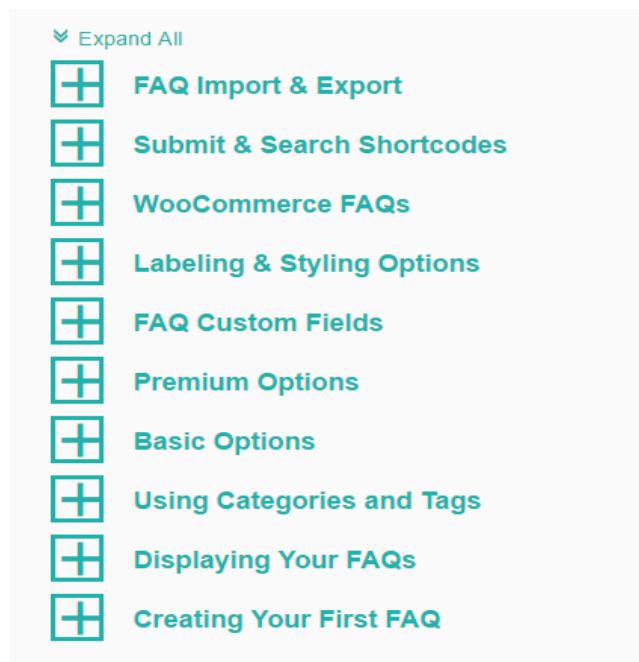 Expand All
FAQ Import & Export
Submit & Search Shortcodes
WooCommerce FAQs
Labeling & Styling Options
FAQ Custom Fields
Premium Options
Basic Options
Using Categories and Tags
Displaying Your FAQs
Creating Your First FAQ